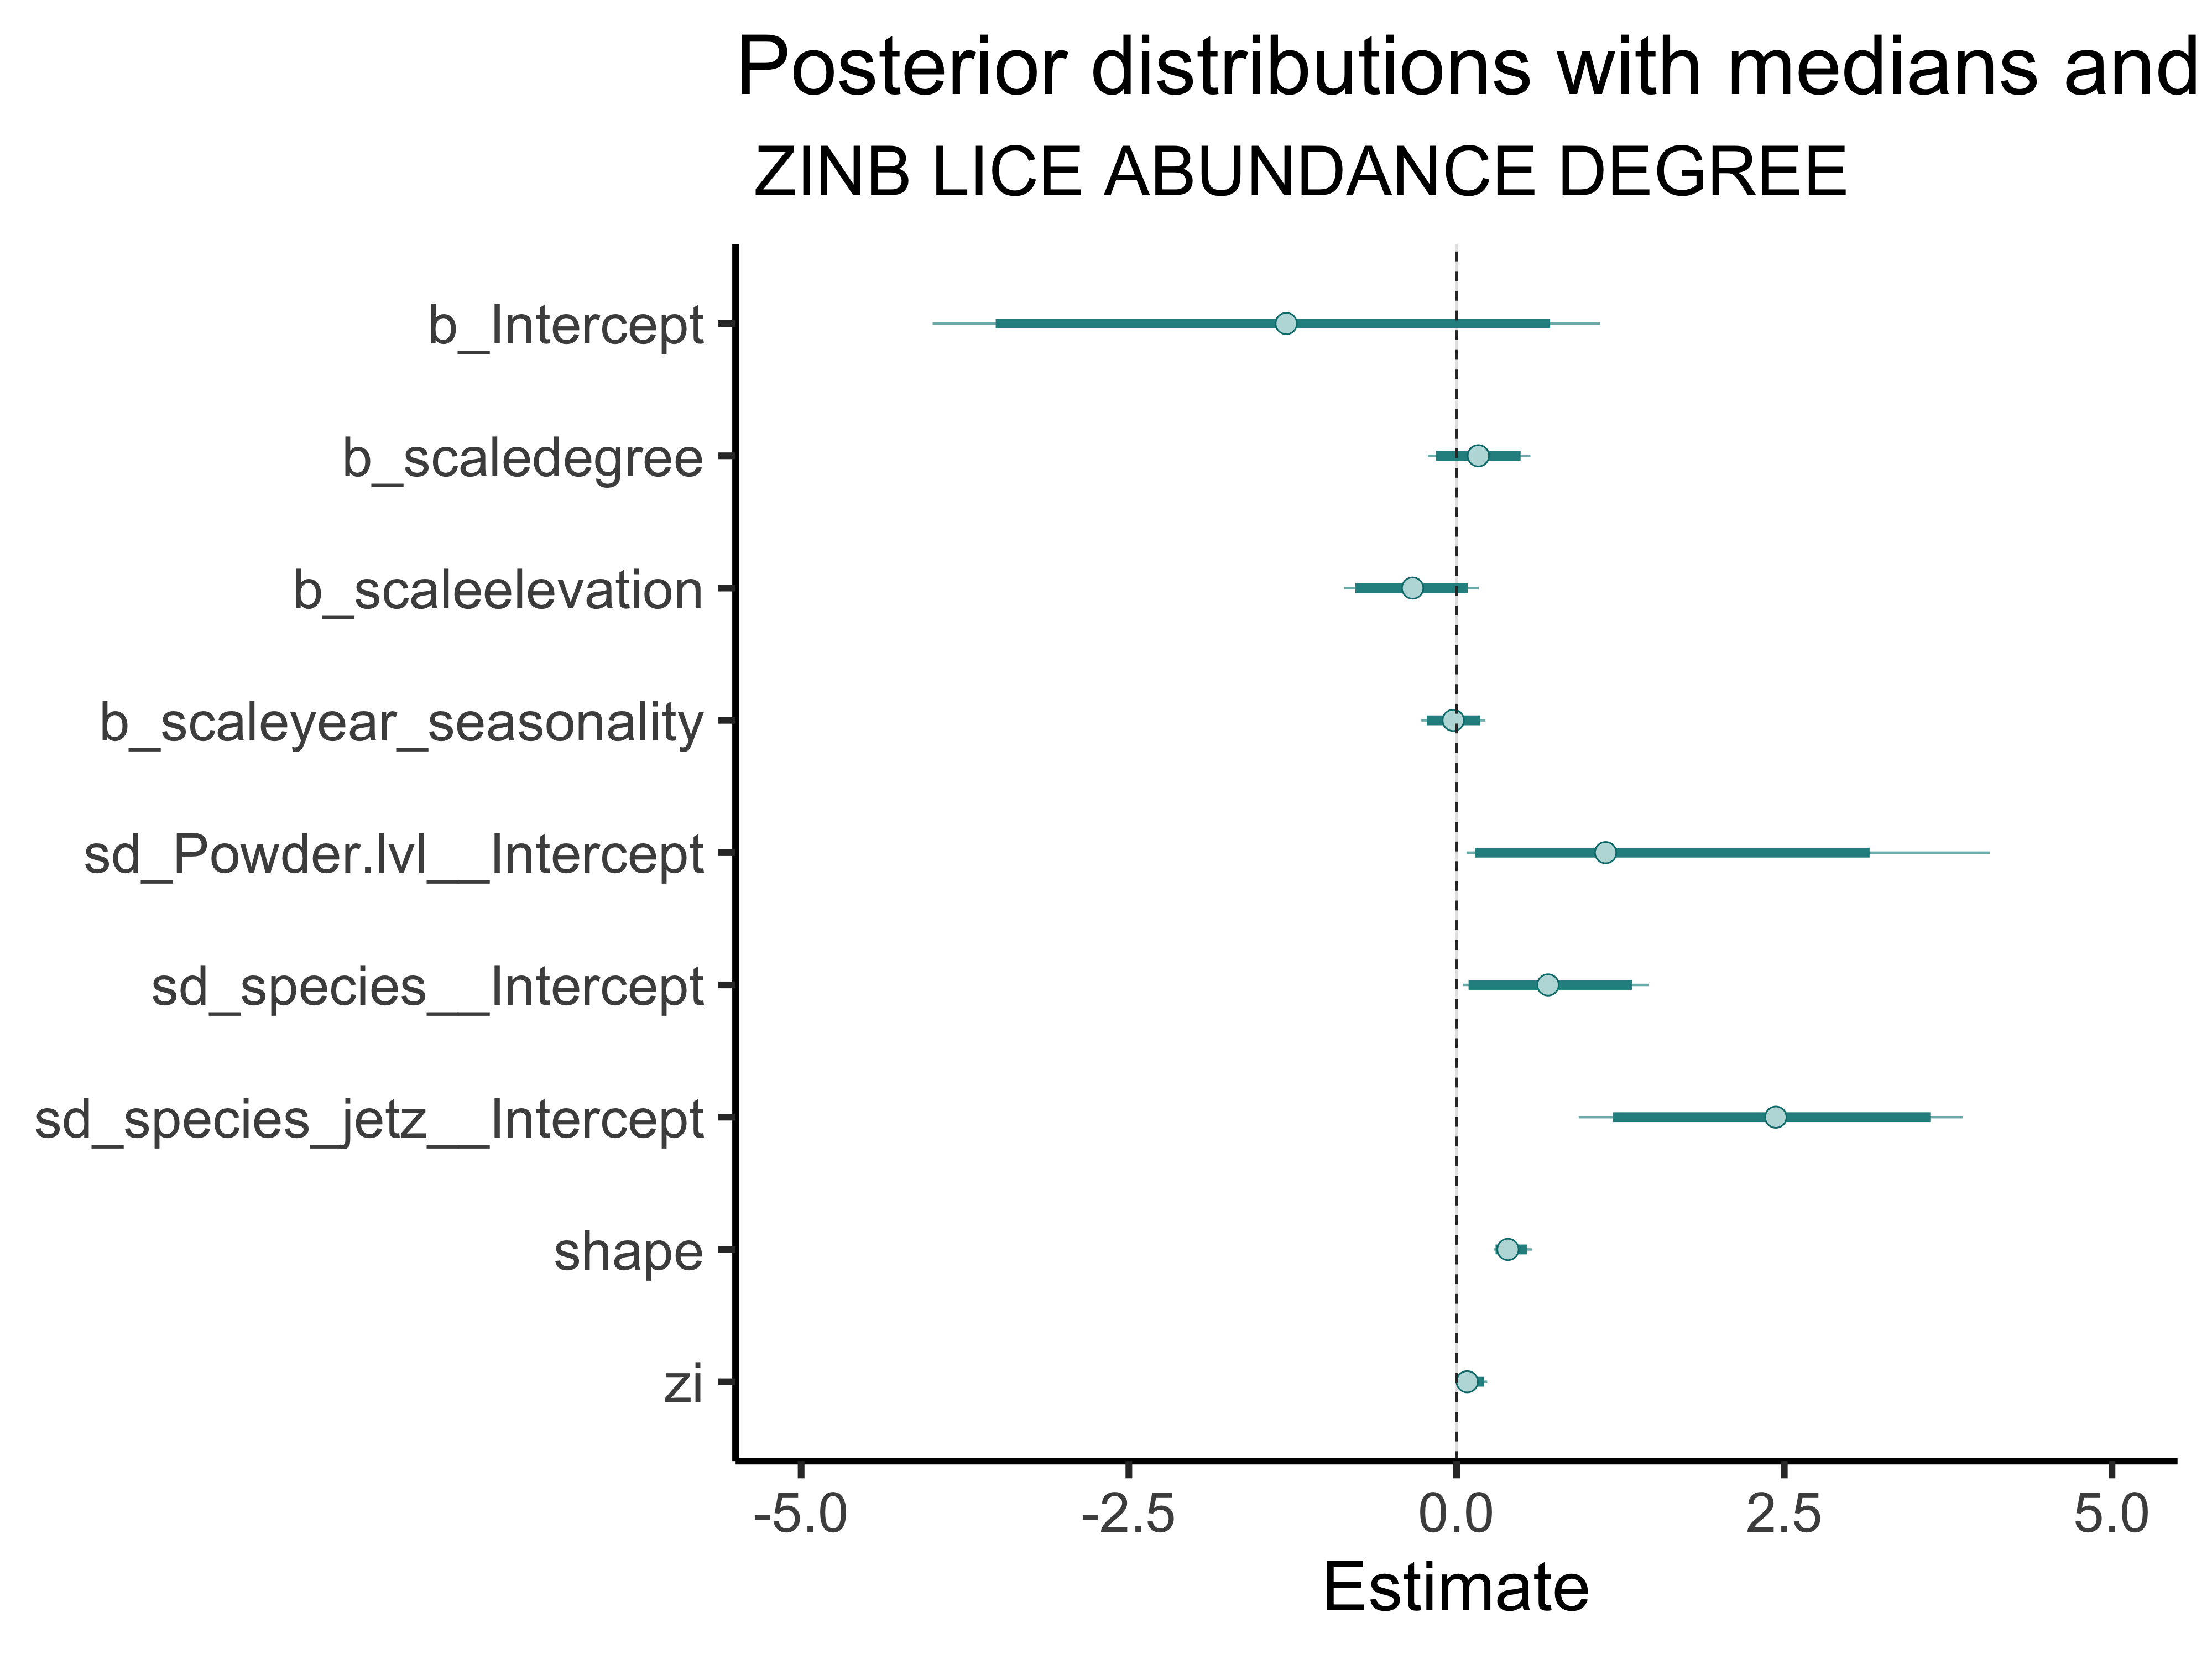 Posterior distributions with medians and
ZINB LICE ABUNDANCE DEGREE
b_Intercept
b_scaledegree
b_scaleelevation
b_scaleyear_seasonality
sd_Powder.lvl__Intercept
sd_species__Intercept
sd_species_jetz__Intercept
shape
zi
-5.0 -2.5 0.0 2.5 5.0
Estimate